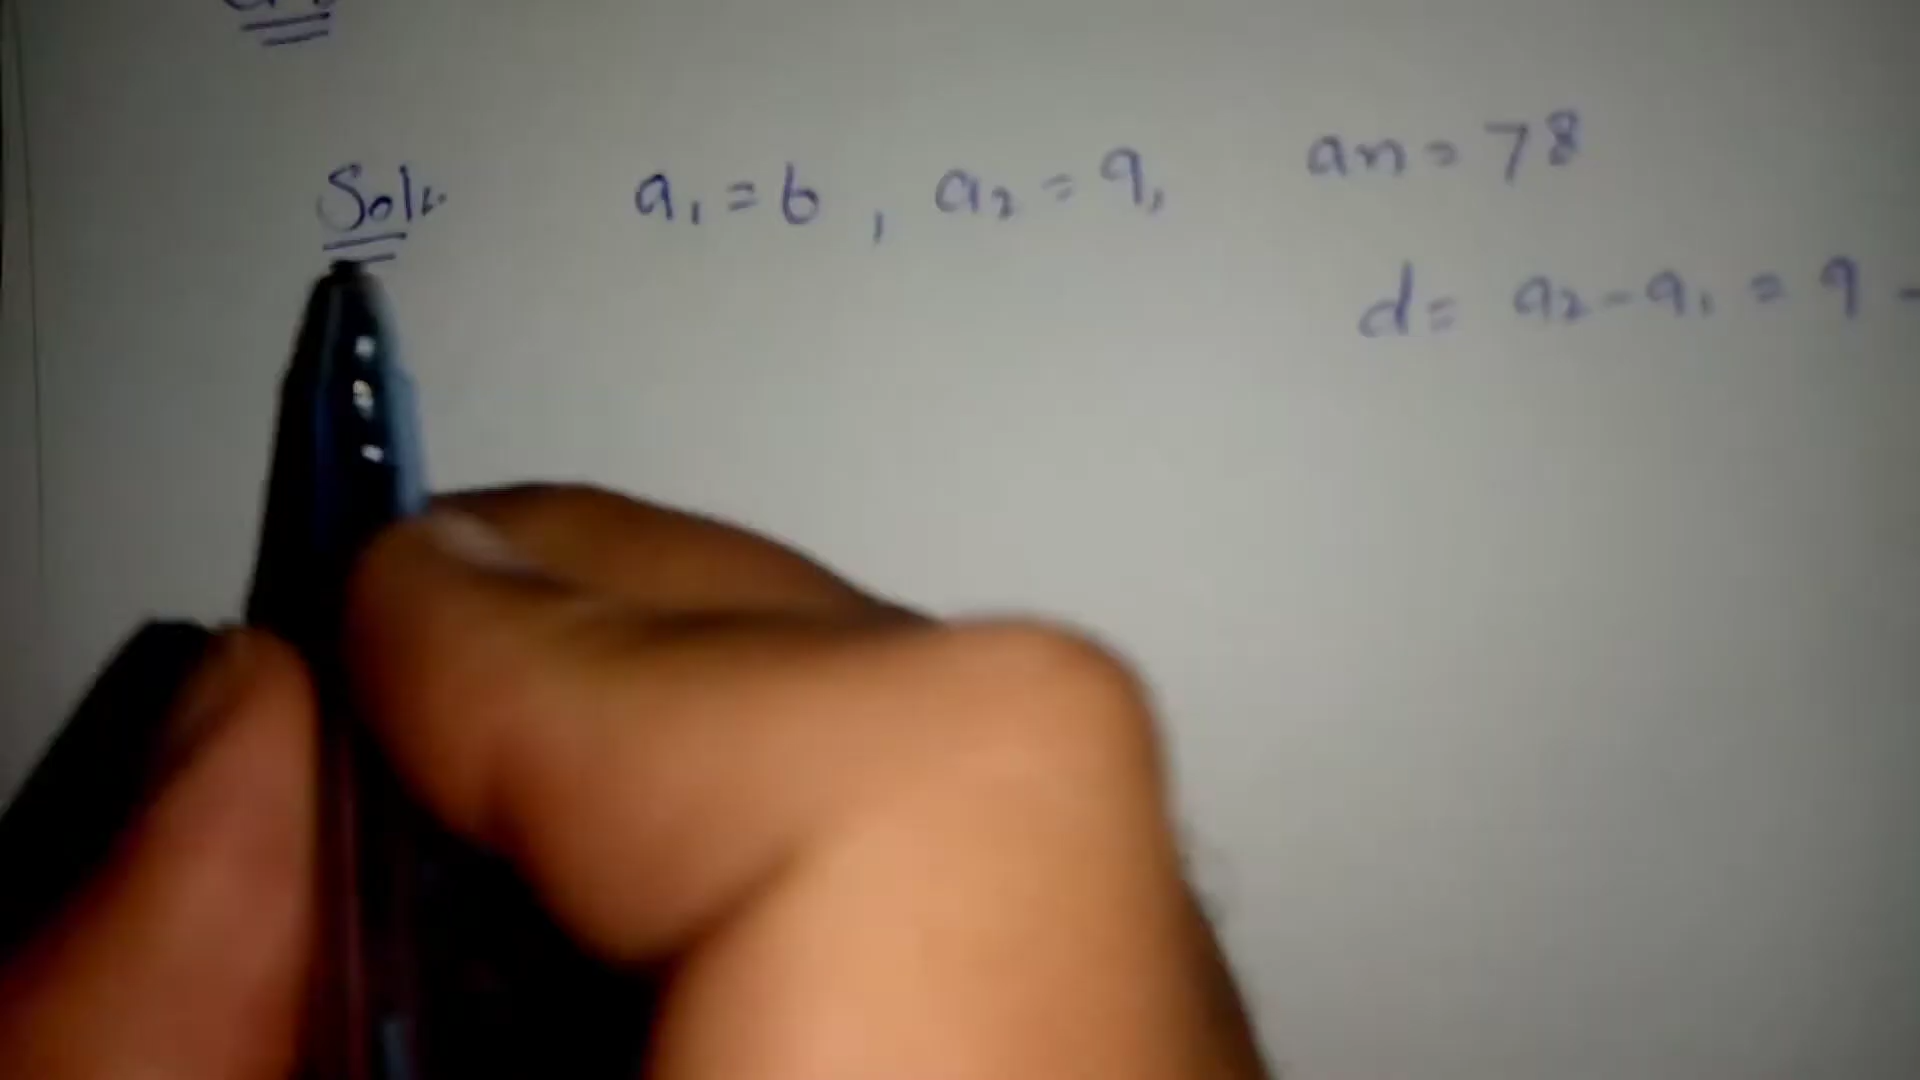 Soln. a₁ = 6 , a₂ = 9, an = 78
d = a₂ - a₁ = 9 -